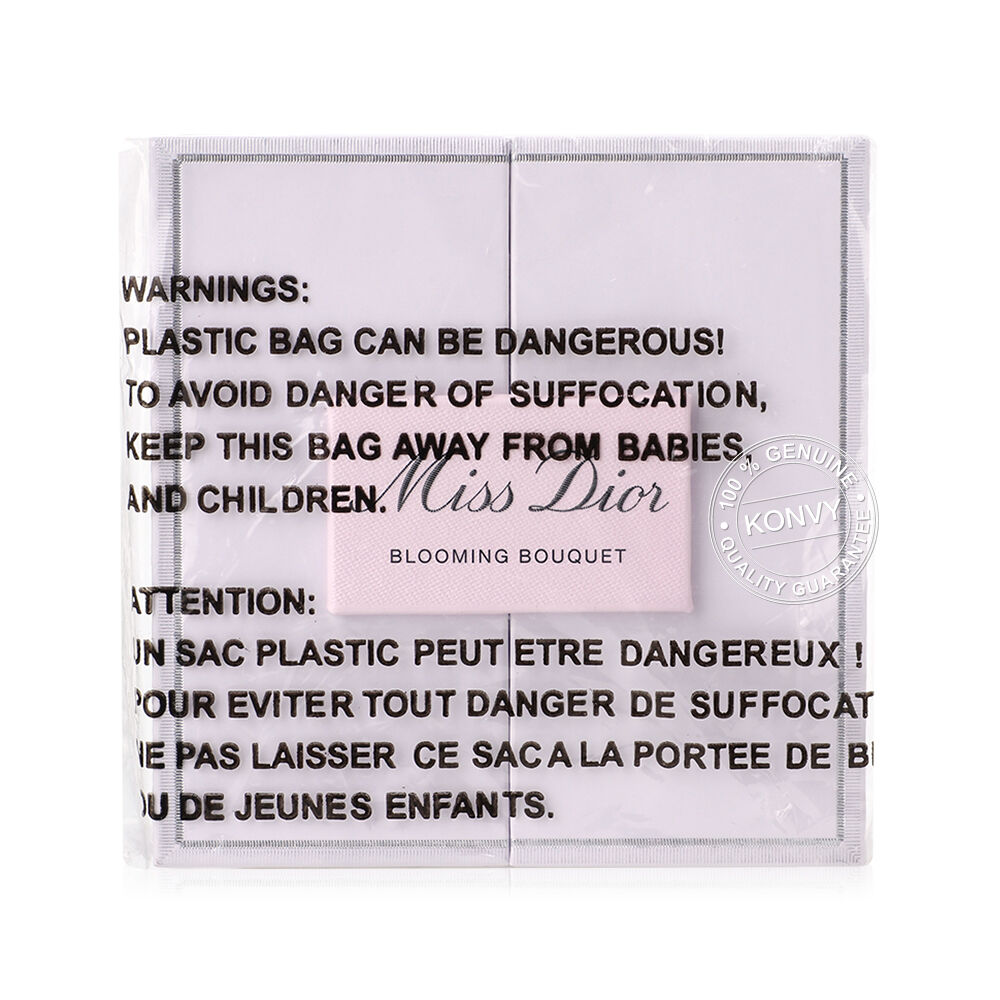 WARNINGS:
PLASTIC BAG CAN BE DANGEROUS!
TO AVOID DANGER OF SUFFOCATION,
KEEP THIS BAG AWAY FROM BABIES,
AND CHILDREN.
Miss Dior
BLOOMING BOUQUET
100 % GENUINE
KONVY
QUALITY GUARANTEE
ATTENTION:
UN SAC PLASTIC PEUT ETRE DANGEREUX !
POUR EVITER TOUT DANGER DE SUFFOCAT
NE PAS LAISSER CE SAC A LA PORTEE DE
OU DE JEUNES ENFANTS.